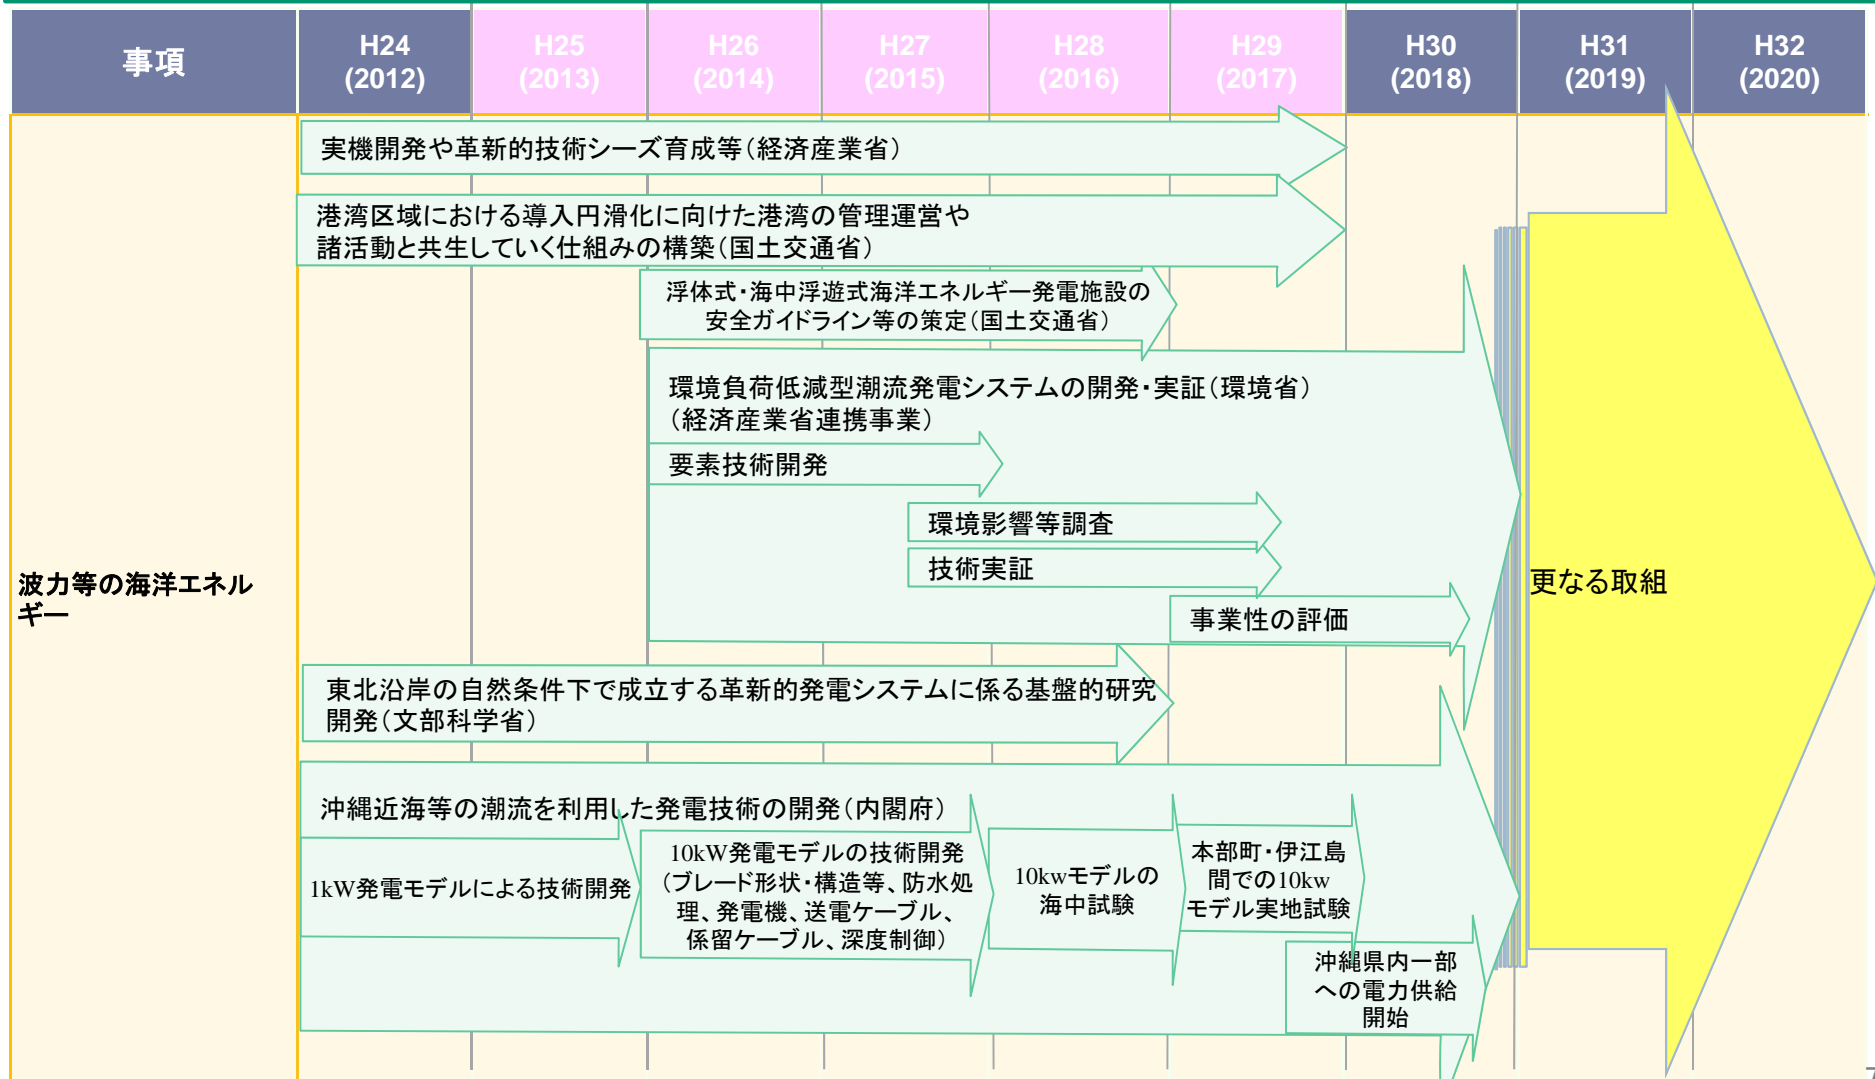 事項
H24
(2012)
H25
(2013)
H26
(2014)
H27
(2015)
H28
(2016)
H29
(2017)
H30
(2018)
H31
(2019)
H32
(2020)
波力等の海洋エネル
ギー
実機開発や革新的技術シーズ育成等(経済産業省)
港湾区域における導入円滑化に向けた港湾の管理運営や
諸活動と共生していく仕組みの構築(国土交通省)
浮体式・海中浮遊式海洋エネルギー発電施設の
安全ガイドライン等の策定(国土交通省)
環境負荷低減型潮流発電システムの開発・実証(環境省)
(経済産業省連携事業)
要素技術開発
環境影響等調査
技術実証
事業性の評価
更なる取組
東北沿岸の自然条件下で成立する革新的発電システムに係る基盤的研究
開発(文部科学省)
沖縄近海等の潮流を利用した発電技術の開発(内閣府)
1kW発電モデルによる技術開発
10kW発電モデルの技術開発
(ブレード形状・構造等、防水処
理、発電機、送電ケーブル、
係留ケーブル、深度制御)
10kwモデルの
海中試験
本部町・伊江島
間での10kw
モデル実地試験
沖縄県内一部
への電力供給
開始
7